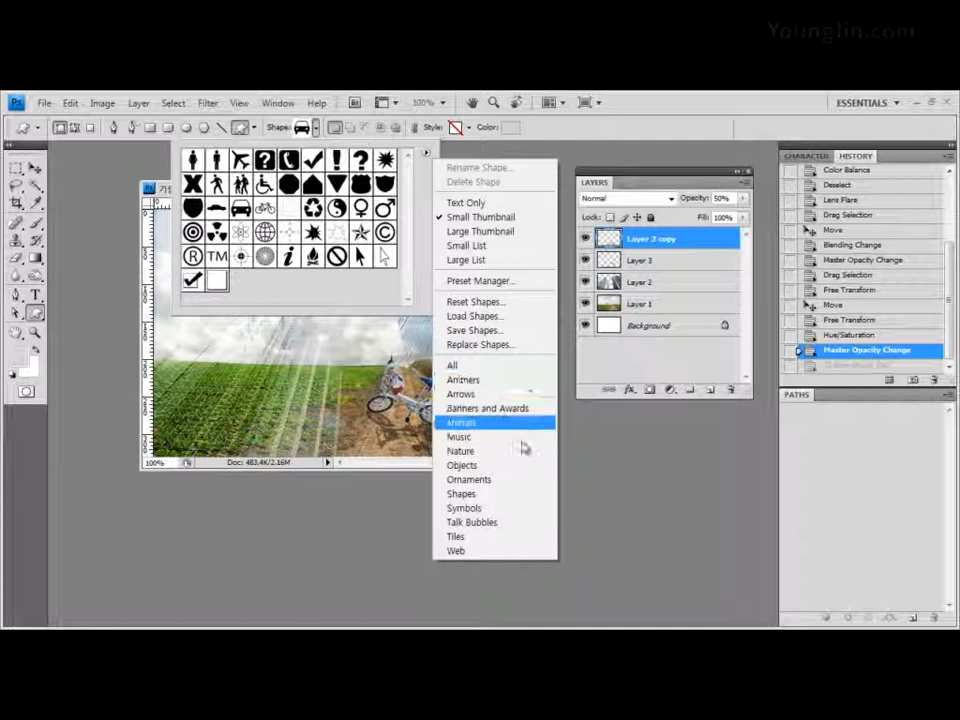 Younglin.com
Ps File Edit Image Layer Select Filter View Window Help Br 100% ESSENTIALS
Shape: Style: Color:
Rename Shape...
Delete Shape
Text Only
Small Thumbnail
Large Thumbnail
Small List
Large List
Preset Manager...
Reset Shapes...
Load Shapes...
Save Shapes...
Replace Shapes...
All
Animers
Arrows
Banners and Awards
Animals
Music
Nature
Objects
Ornaments
Shapes
Symbols
Talk Bubbles
Tiles
Web
100% Doc: 483.4K/2.16M
LAYERS
Normal Opacity: 50%
Lock: Fill: 100%
Layer 3 copy
Layer 3
Layer 2
Layer 1
Background
CHARACTER HISTORY
Color Balance
Deselect
Lens Flare
Drag Selection
Move
Blending Change
Master Opacity Change
Drag Selection
Free Transform
Move
Free Transform
Hue/Saturation
Master Opacity Change
PATHS